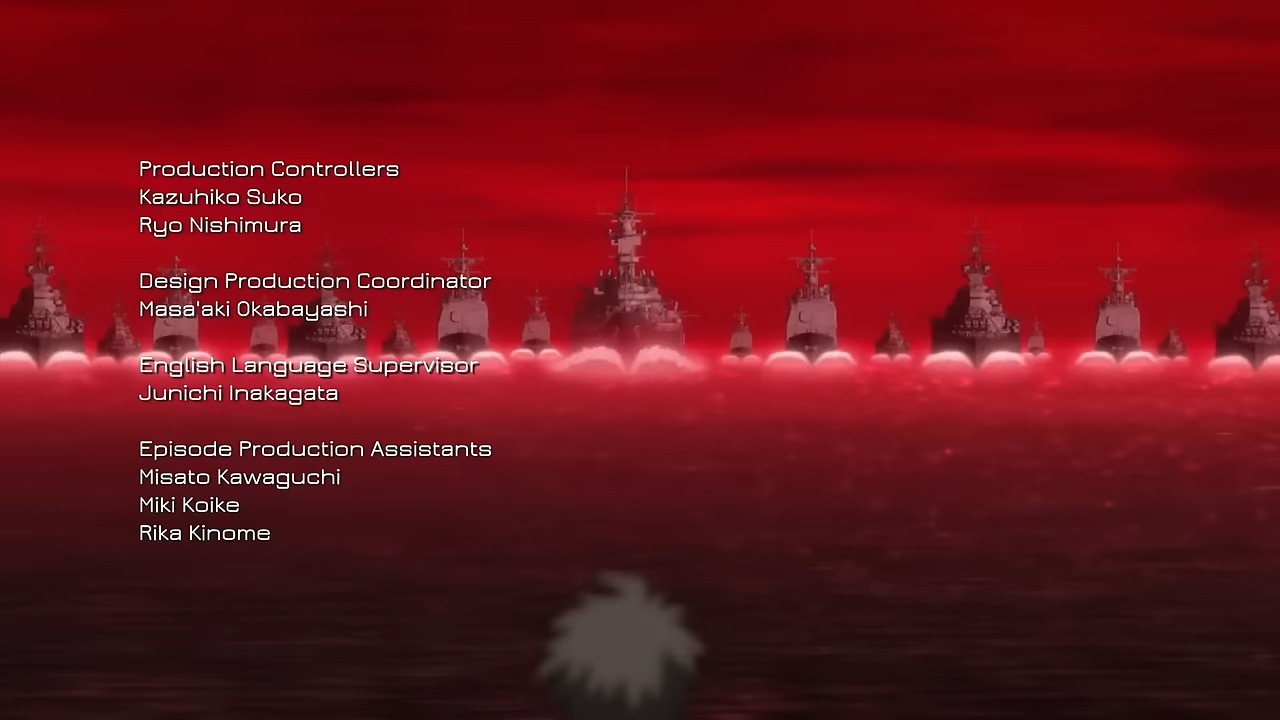 Production Controllers
Kazuhiko Suko
Ryo Nishimura
Design Production Coordinator
Masa'aki Okabayashi
English Language Supervisor
Junichi Inakagata
Episode Production Assistants
Misato Kawaguchi
Miki Koike
Rika Kinome